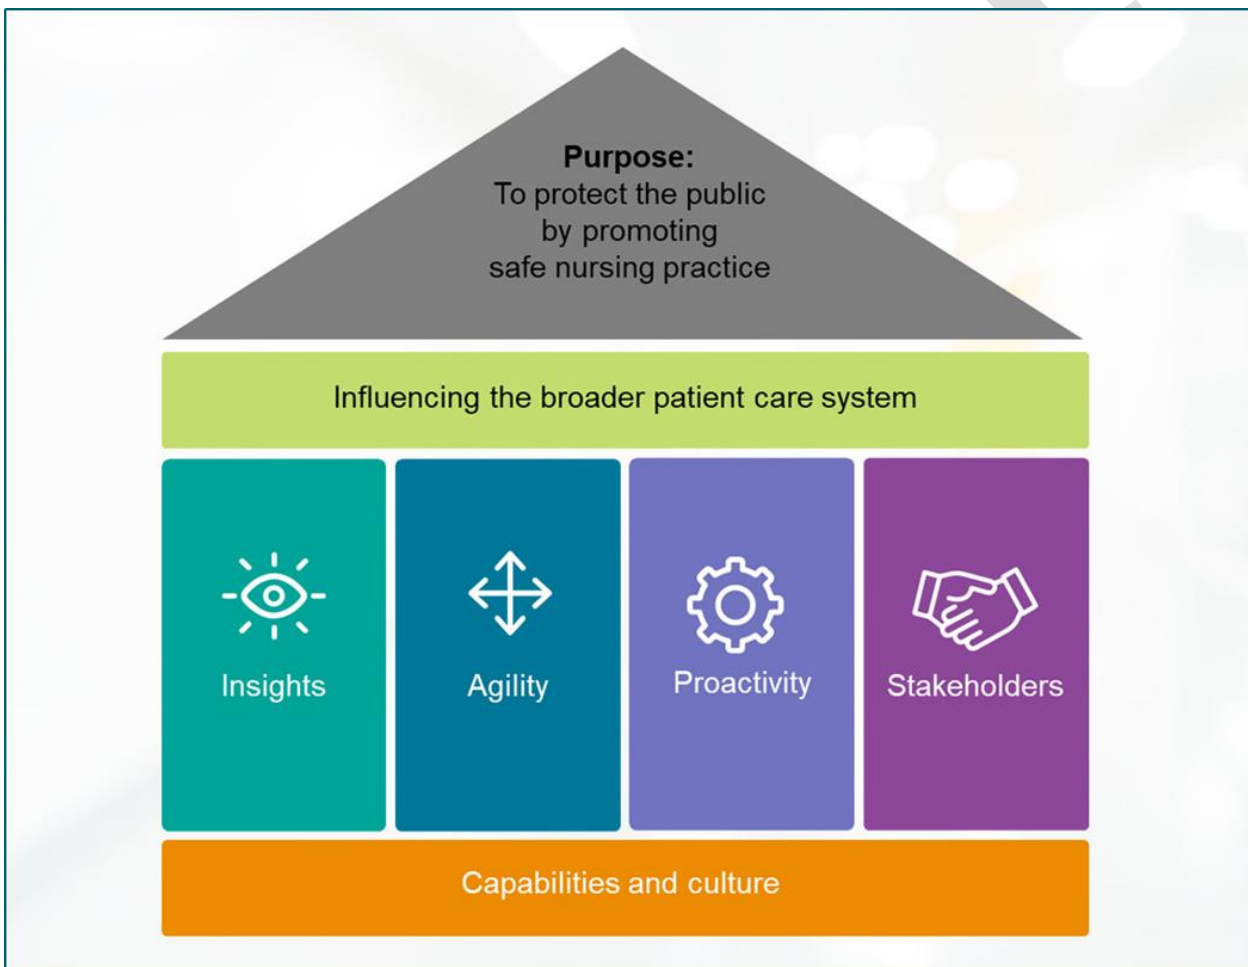 Purpose:
To protect the public
by promoting
safe nursing practice
Influencing the broader patient care system
Insights
Agility
Proactivity
Stakeholders
Capabilities and culture